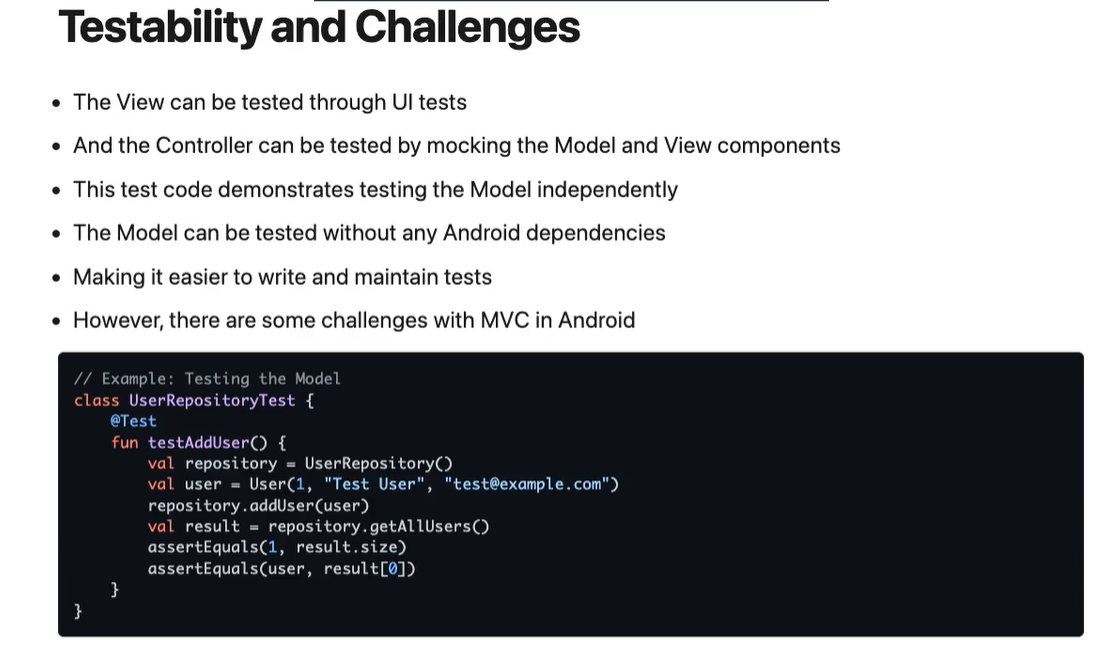 Testability and Challenges
• The View can be tested through UI tests
• And the Controller can be tested by mocking the Model and View components
• This test code demonstrates testing the Model independently
• The Model can be tested without any Android dependencies
• Making it easier to write and maintain tests
• However, there are some challenges with MVC in Android
// Example: Testing the Model
class UserRepositoryTest {
    @Test
    fun testAddUser() {
        val repository = UserRepository()
        val user = User(1, "Test User", "test@example.com")
        repository.addUser(user)
        val result = repository.getAllUsers()
        assertEquals(1, result.size)
        assertEquals(user, result[0])
    }
}